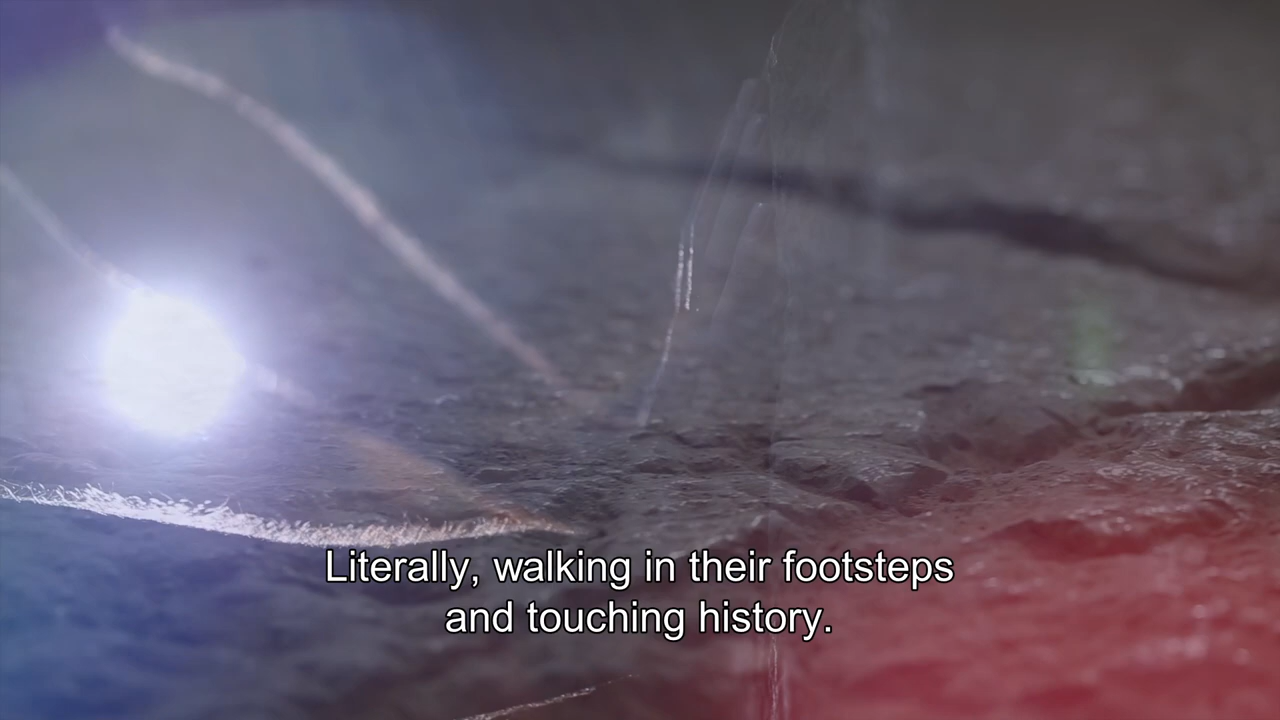 Literally, walking in their footsteps
and touching history.